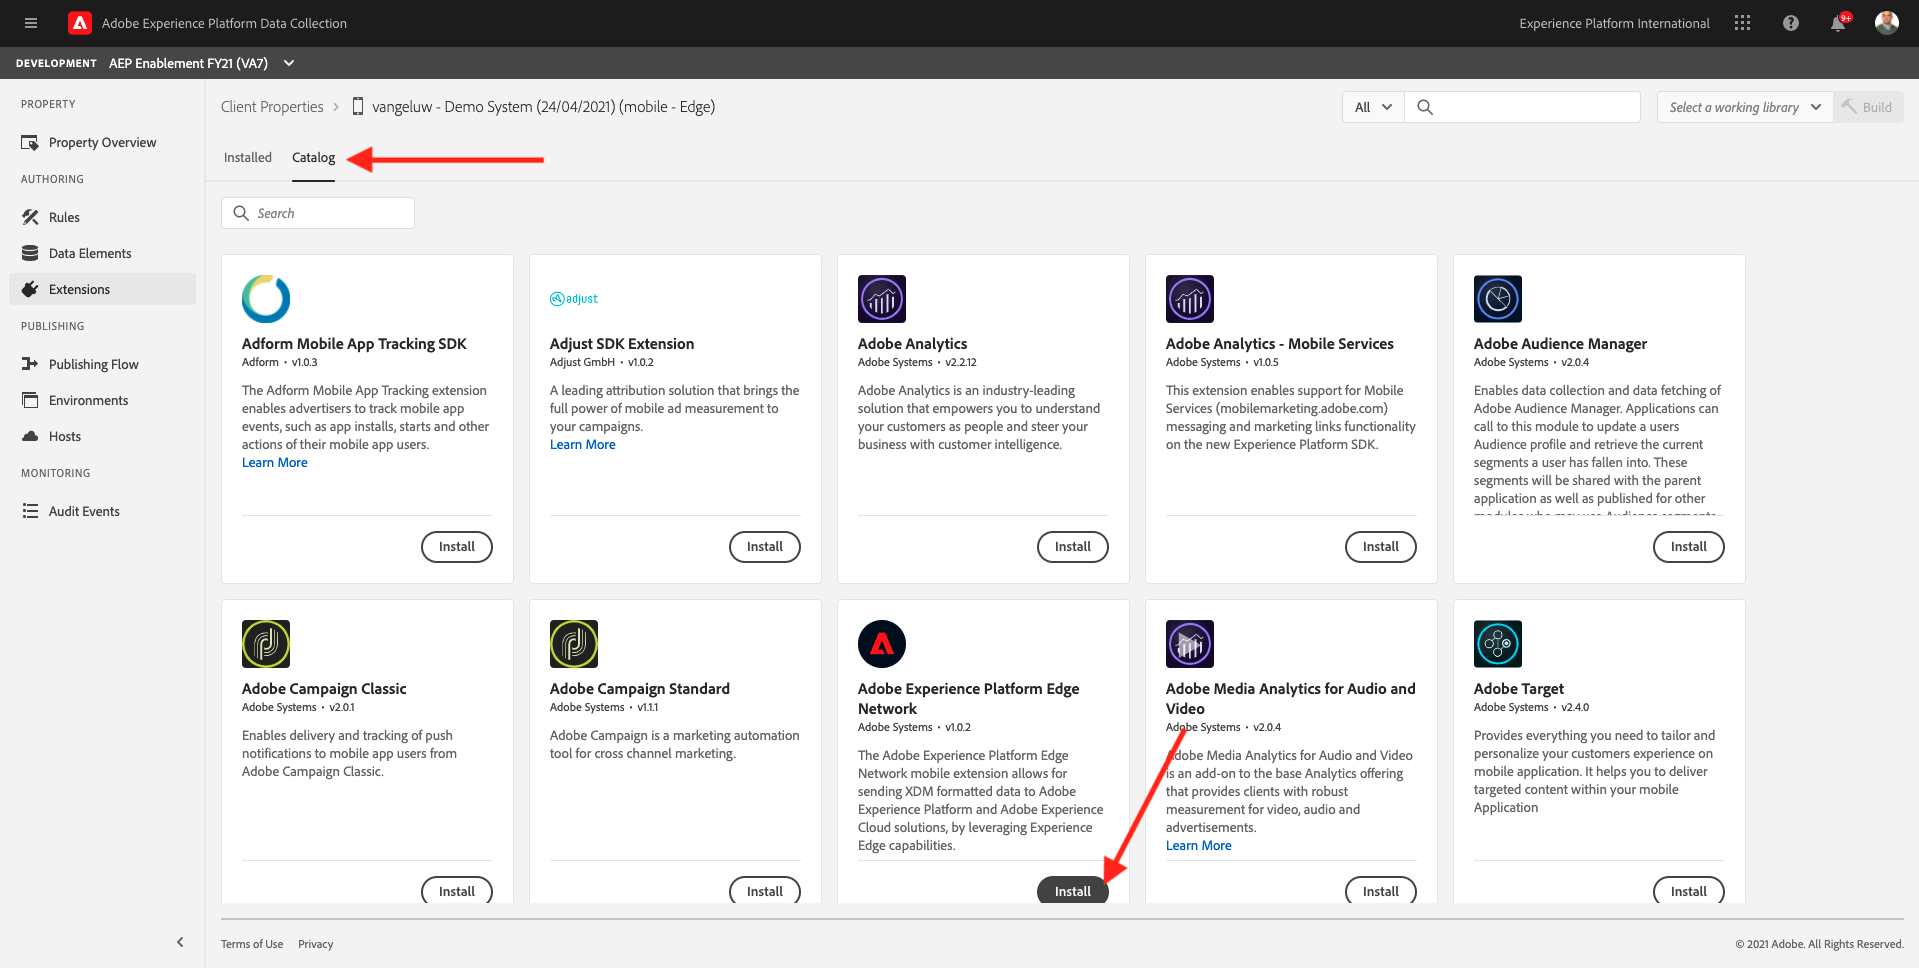 Adobe Experience Platform Data Collection
Experience Platform International
9+
DEVELOPMENT AEP Enablement FY21 (VA7)
PROPERTY
Property Overview
AUTHORING
Rules
Data Elements
Extensions
PUBLISHING
Publishing Flow
Environments
Hosts
MONITORING
Audit Events
Client Properties > vangeluw - Demo System (24/04/2021) (mobile - Edge)
All
Select a working library
Build
Installed
Catalog
Search
Adform Mobile App Tracking SDK
Adform • v1.0.3
The Adform Mobile App Tracking extension
enables advertisers to track mobile app
events, such as app installs, starts and other
actions of their mobile app users.
Learn More
Install
adjust
Adjust SDK Extension
Adjust GmbH • v1.0.2
A leading attribution solution that brings the
full power of mobile ad measurement to
your campaigns.
Learn More
Install
Adobe Analytics
Adobe Systems • v2.2.12
Adobe Analytics is an industry-leading
solution that empowers you to understand
your customers as people and steer your
business with customer intelligence.
Install
Adobe Analytics - Mobile Services
Adobe Systems • v1.0.5
This extension enables support for Mobile
Services (mobilemarketing.adobe.com)
messaging and marketing links functionality
on the new Experience Platform SDK.
Install
Adobe Audience Manager
Adobe Systems • v2.0.4
Enables data collection and data fetching of
Adobe Audience Manager. Applications can
call to this module to update a users
Audience profile and retrieve the current
segments a user has fallen into. These
segments will be shared with the parent
application as well as published for other
modules who may use Audience segments
Install
Adobe Campaign Classic
Adobe Systems • v2.0.1
Enables delivery and tracking of push
notifications to mobile app users from
Adobe Campaign Classic.
Install
Adobe Campaign Standard
Adobe Systems • v1.1.1
Adobe Campaign is a marketing automation
tool for cross channel marketing.
Install
Adobe Experience Platform Edge
Network
Adobe Systems • v1.0.2
The Adobe Experience Platform Edge
Network mobile extension allows for
sending XDM formatted data to Adobe
Experience Platform and Adobe Experience
Cloud solutions, by leveraging Experience
Edge capabilities.
Install
Adobe Media Analytics for Audio and
Video
Adobe Systems • v2.0.4
Adobe Media Analytics for Audio and Video
is an add-on to the base Analytics offering
that provides clients with robust
measurement for video, audio and
advertisements.
Learn More
Install
Adobe Target
Adobe Systems • v2.4.0
Provides everything you need to tailor and
personalize your customers experience on
mobile application. It helps you to deliver
targeted content within your mobile
Application
Install
Terms of Use
Privacy
© 2021 Adobe. All Rights Reserved.